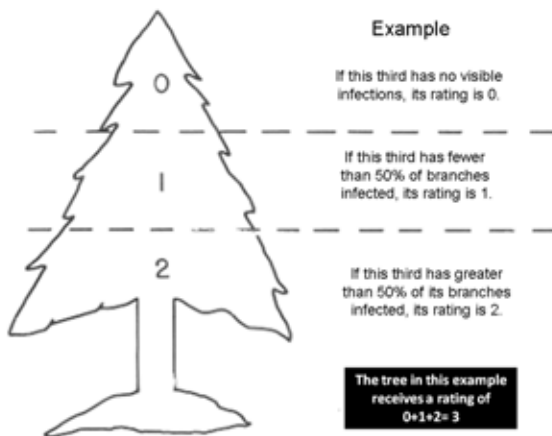 Example
0
If this third has no visible
infections, its rating is 0.
If this third has fewer
than 50% of branches
infected, its rating is 1.
1
2
If this third has greater
than 50% of its branches
infected, its rating is 2.
The tree in this example
receives a rating of
0+1+2= 3